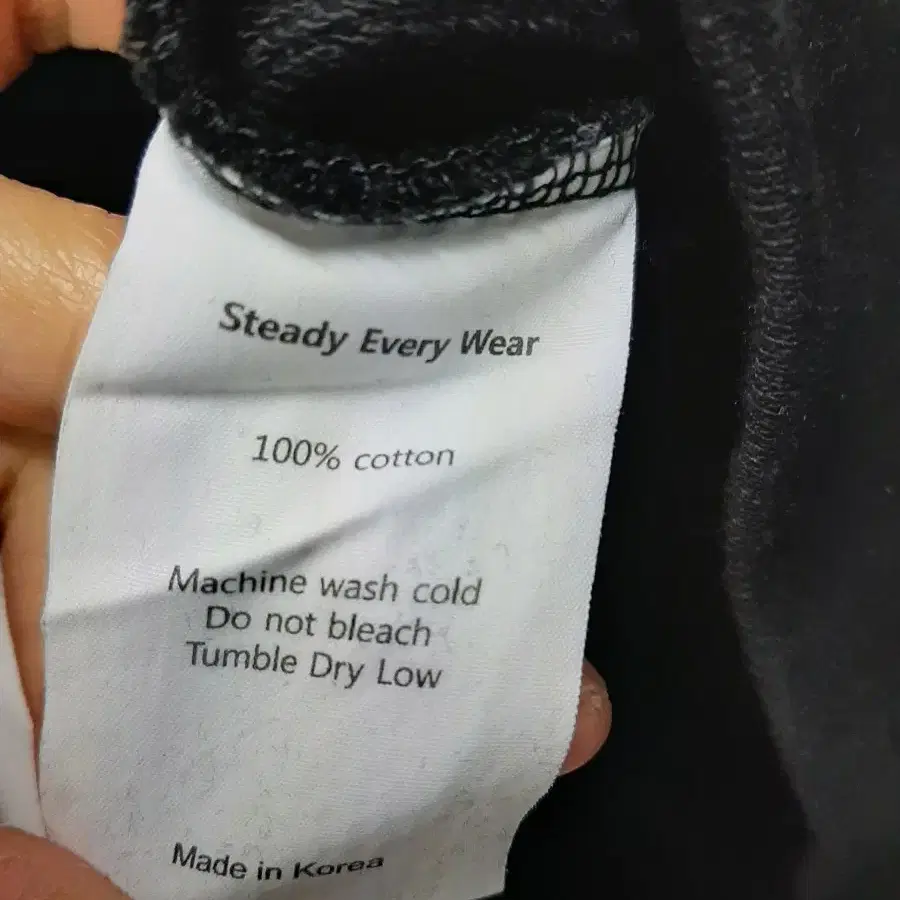 Steady Every Wear
100% cotton
Machine wash cold
Do not bleach
Tumble Dry Low
Made in Korea